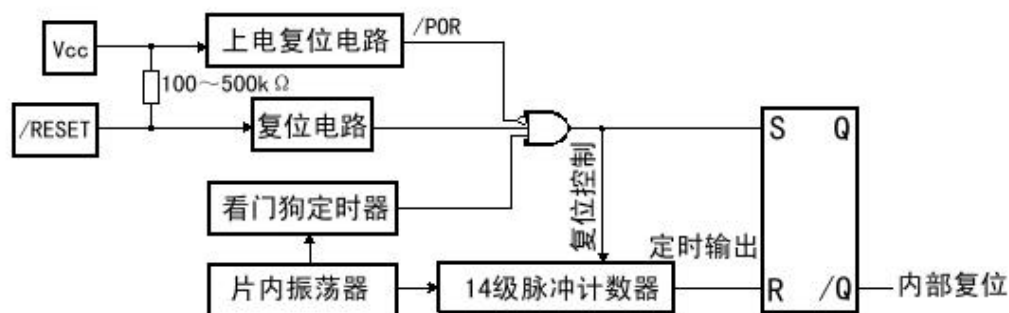 Vcc
上电复位电路
/POR
100～500kΩ
/RESET
复位电路
S Q
复位控制
看门狗定时器
定时输出
片内振荡器
14级脉冲计数器
R /Q
内部复位